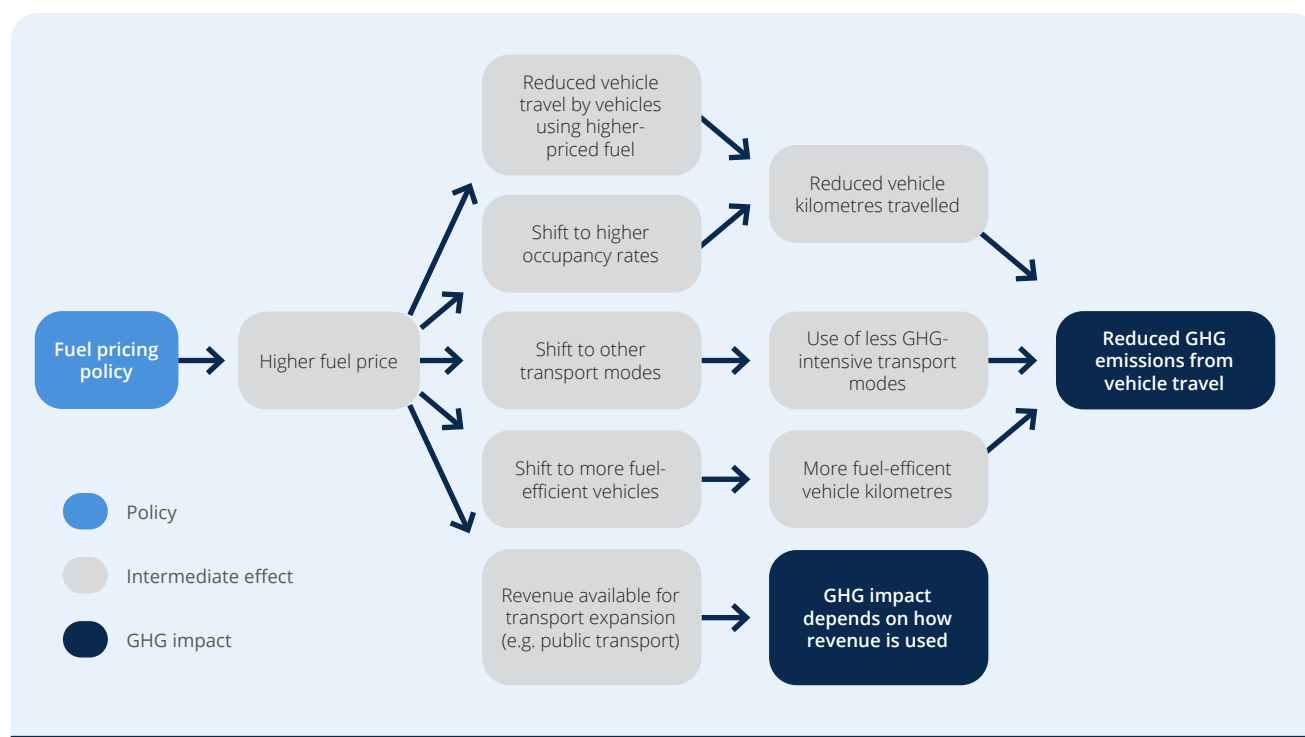 Reduced vehicle
travel by vehicles
using higher-
priced fuel
Reduced vehicle
kilometres travelled
Shift to higher
occupancy rates
Fuel pricing
policy
Higher fuel price
Shift to other
transport modes
Use of less GHG-
intensive transport
modes
Reduced GHG
emissions from
vehicle travel
Shift to more fuel-
efficient vehicles
More fuel-efficent
vehicle kilometres
Revenue available for
transport expansion
(e.g. public transport)
GHG impact
depends on how
revenue is used
Policy
Intermediate effect
GHG impact